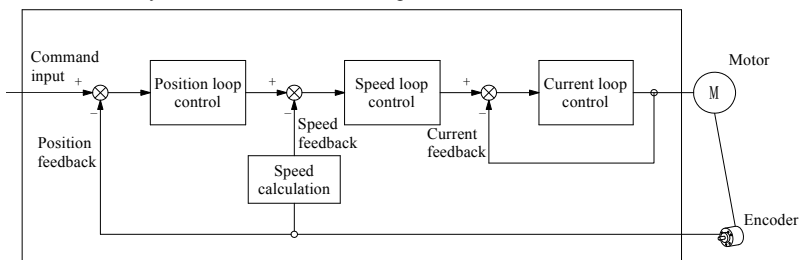 Command
input
+
Position loop
control
+
Speed loop
control
+
Current loop
control
Motor
M
−
Position
feedback
−
Speed
feedback
−
Current
feedback
Speed
calculation
Encoder